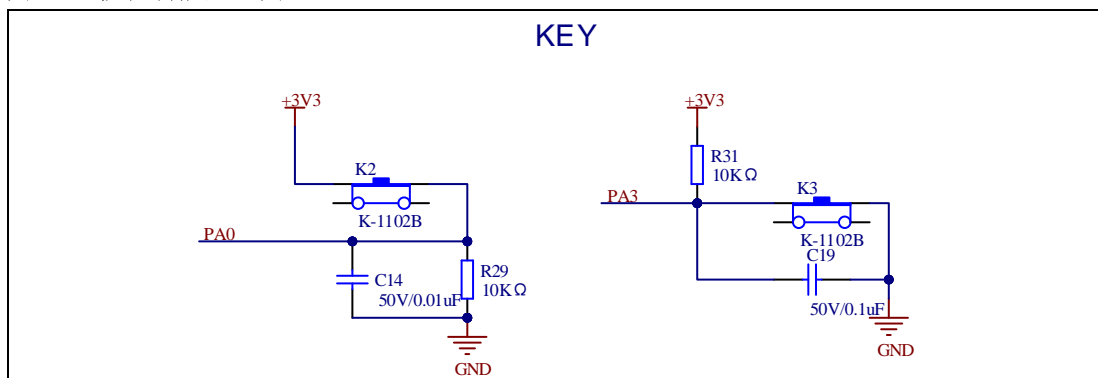 KEY
+3V3
K2
K-1102B
PA0
C14
50V/0.01uF
R29
10KΩ
GND
+3V3
R31
10KΩ
K3
PA3
K-1102B
C19
50V/0.1uF
GND